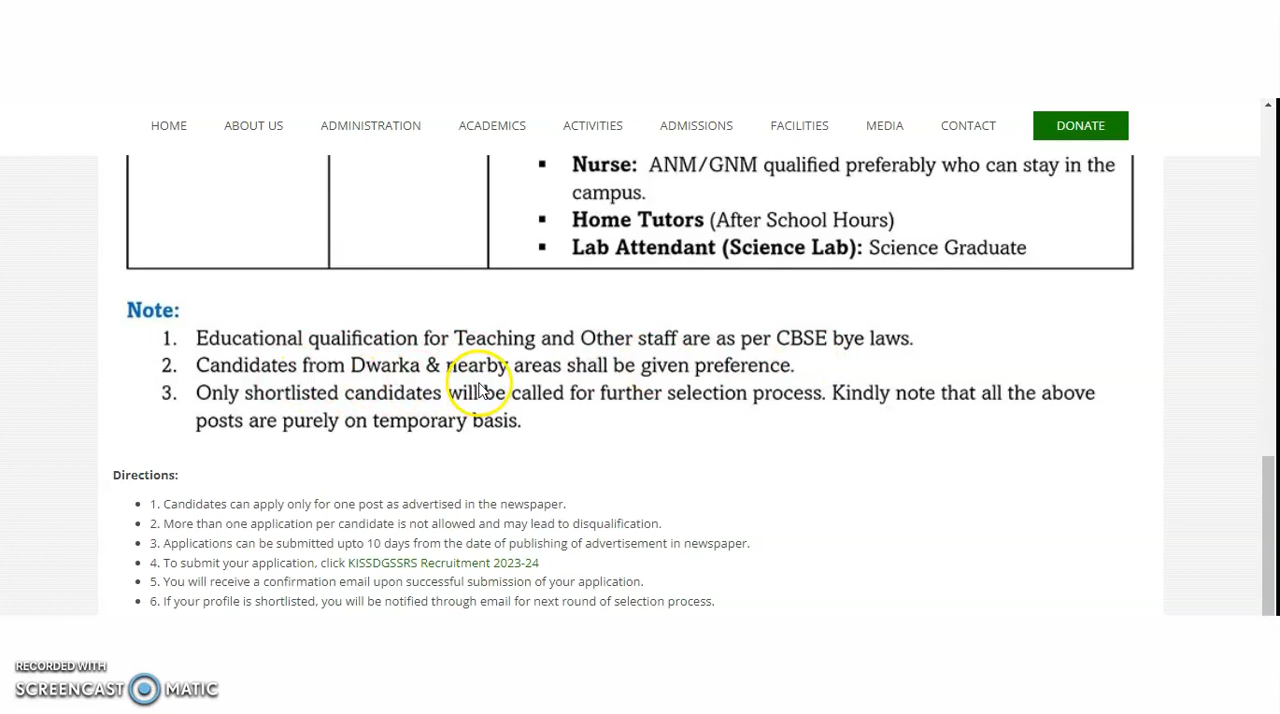 HOME ABOUT US ADMINISTRATION ACADEMICS ACTIVITIES ADMISSIONS FACILITIES MEDIA CONTACT DONATE
▪ Nurse: ANM/GNM qualified preferably who can stay in the
campus.
▪ Home Tutors (After School Hours)
▪ Lab Attendant (Science Lab): Science Graduate
Note:
1. Educational qualification for Teaching and Other staff are as per CBSE bye laws.
2. Candidates from Dwarka & nearby areas shall be given preference.
3. Only shortlisted candidates will be called for further selection process. Kindly note that all the above
posts are purely on temporary basis.
Directions:
• 1. Candidates can apply only for one post as advertised in the newspaper.
• 2. More than one application per candidate is not allowed and may lead to disqualification.
• 3. Applications can be submitted upto 10 days from the date of publishing of advertisement in newspaper.
• 4. To submit your application, click KISSDGSSRS Recruitment 2023-24
• 5. You will receive a confirmation email upon successful submission of your application.
• 6. If your profile is shortlisted, you will be notified through email for next round of selection process.
RECORDED WITH
SCREENCAST MATIC